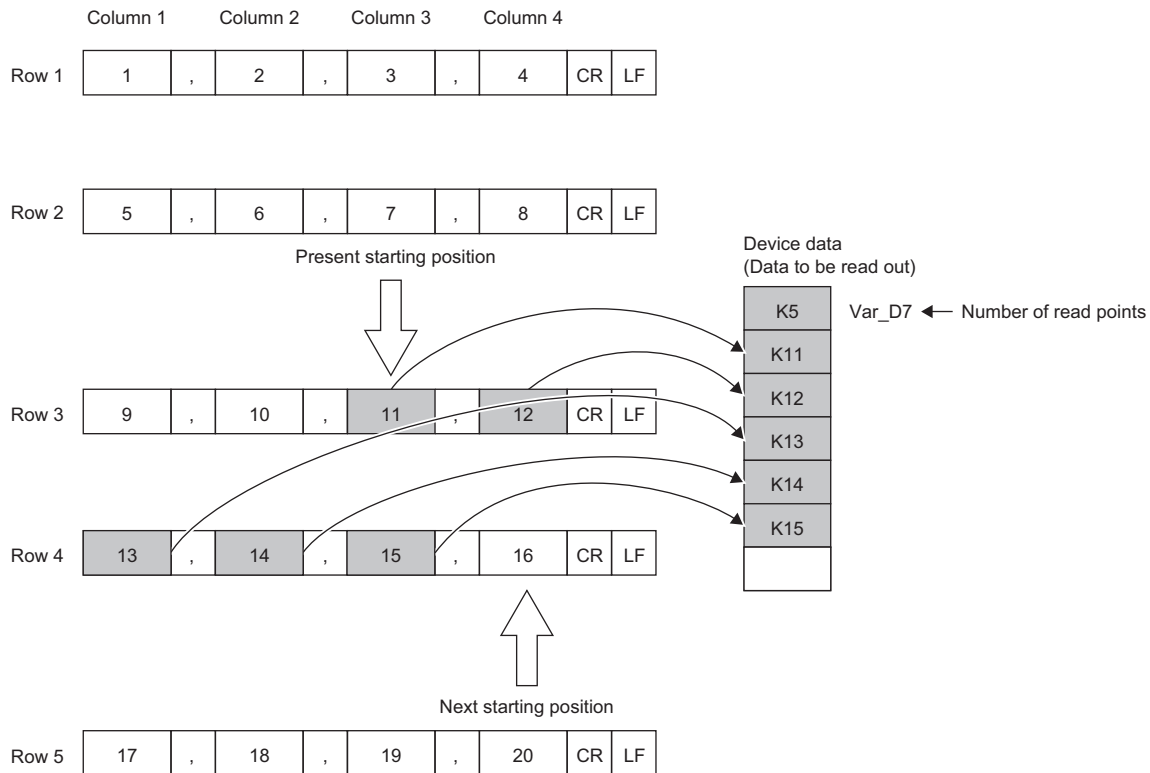 Column 1 Column 2 Column 3 Column 4
Row 1 1 , 2 , 3 , 4 CR LF
Row 2 5 , 6 , 7 , 8 CR LF
Present starting position
Device data
(Data to be read out)
K5 Var_D7 Number of read points
K11
Row 3 9 , 10 , 11 , 12 CR LF
K12
K13
K14
K15
Row 4 13 , 14 , 15 , 16 CR LF
Next starting position
Row 5 17 , 18 , 19 , 20 CR LF